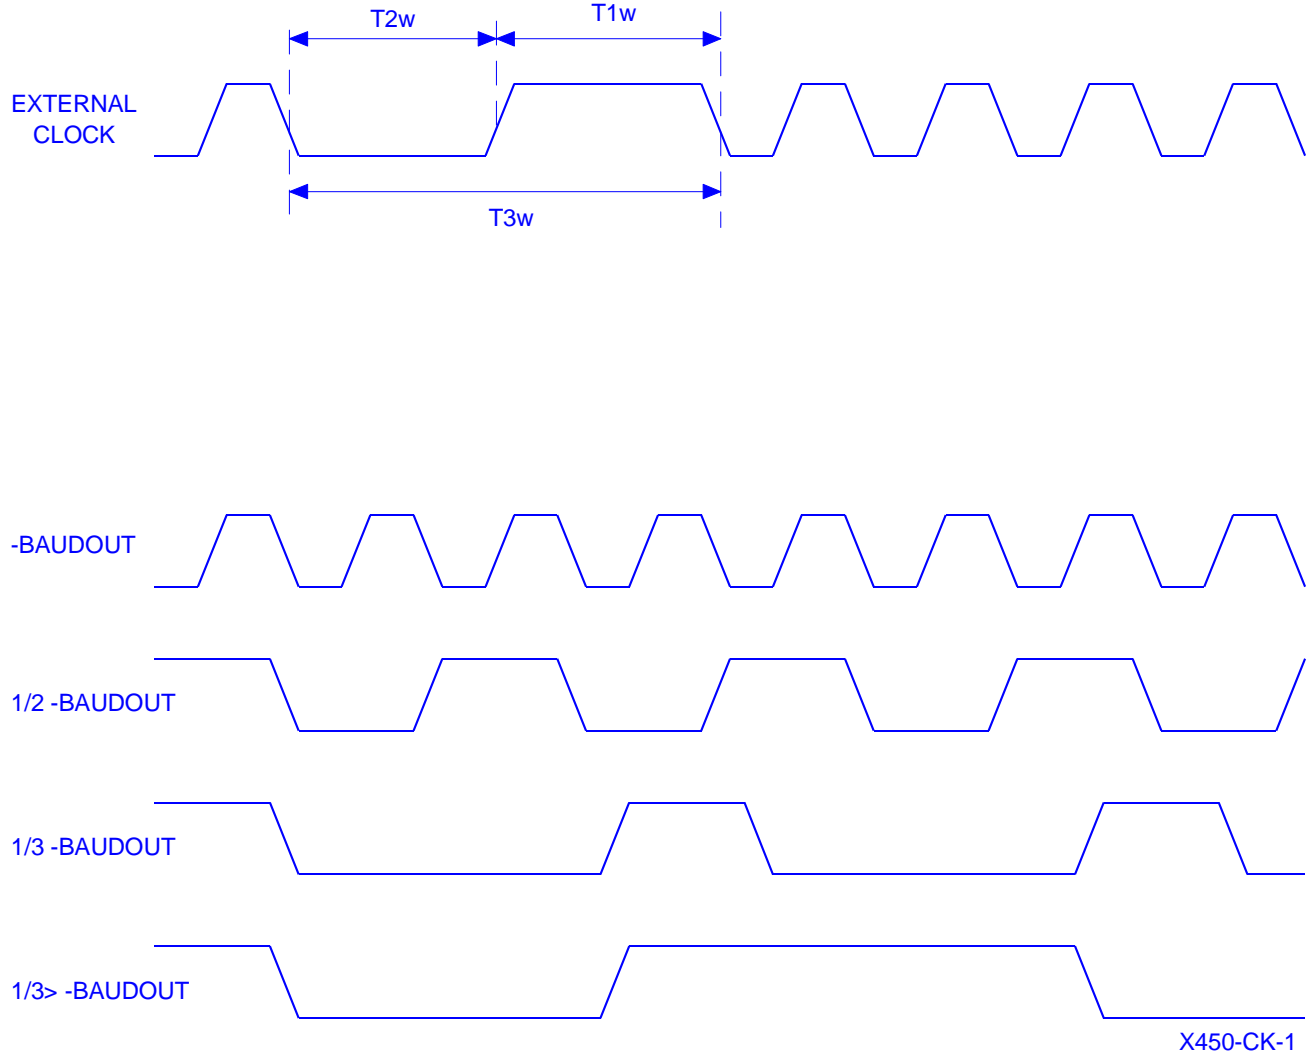 T2w
T1w
EXTERNAL
CLOCK
T3w
-BAUDOUT
1/2 -BAUDOUT
1/3 -BAUDOUT
1/3> -BAUDOUT
X450-CK-1